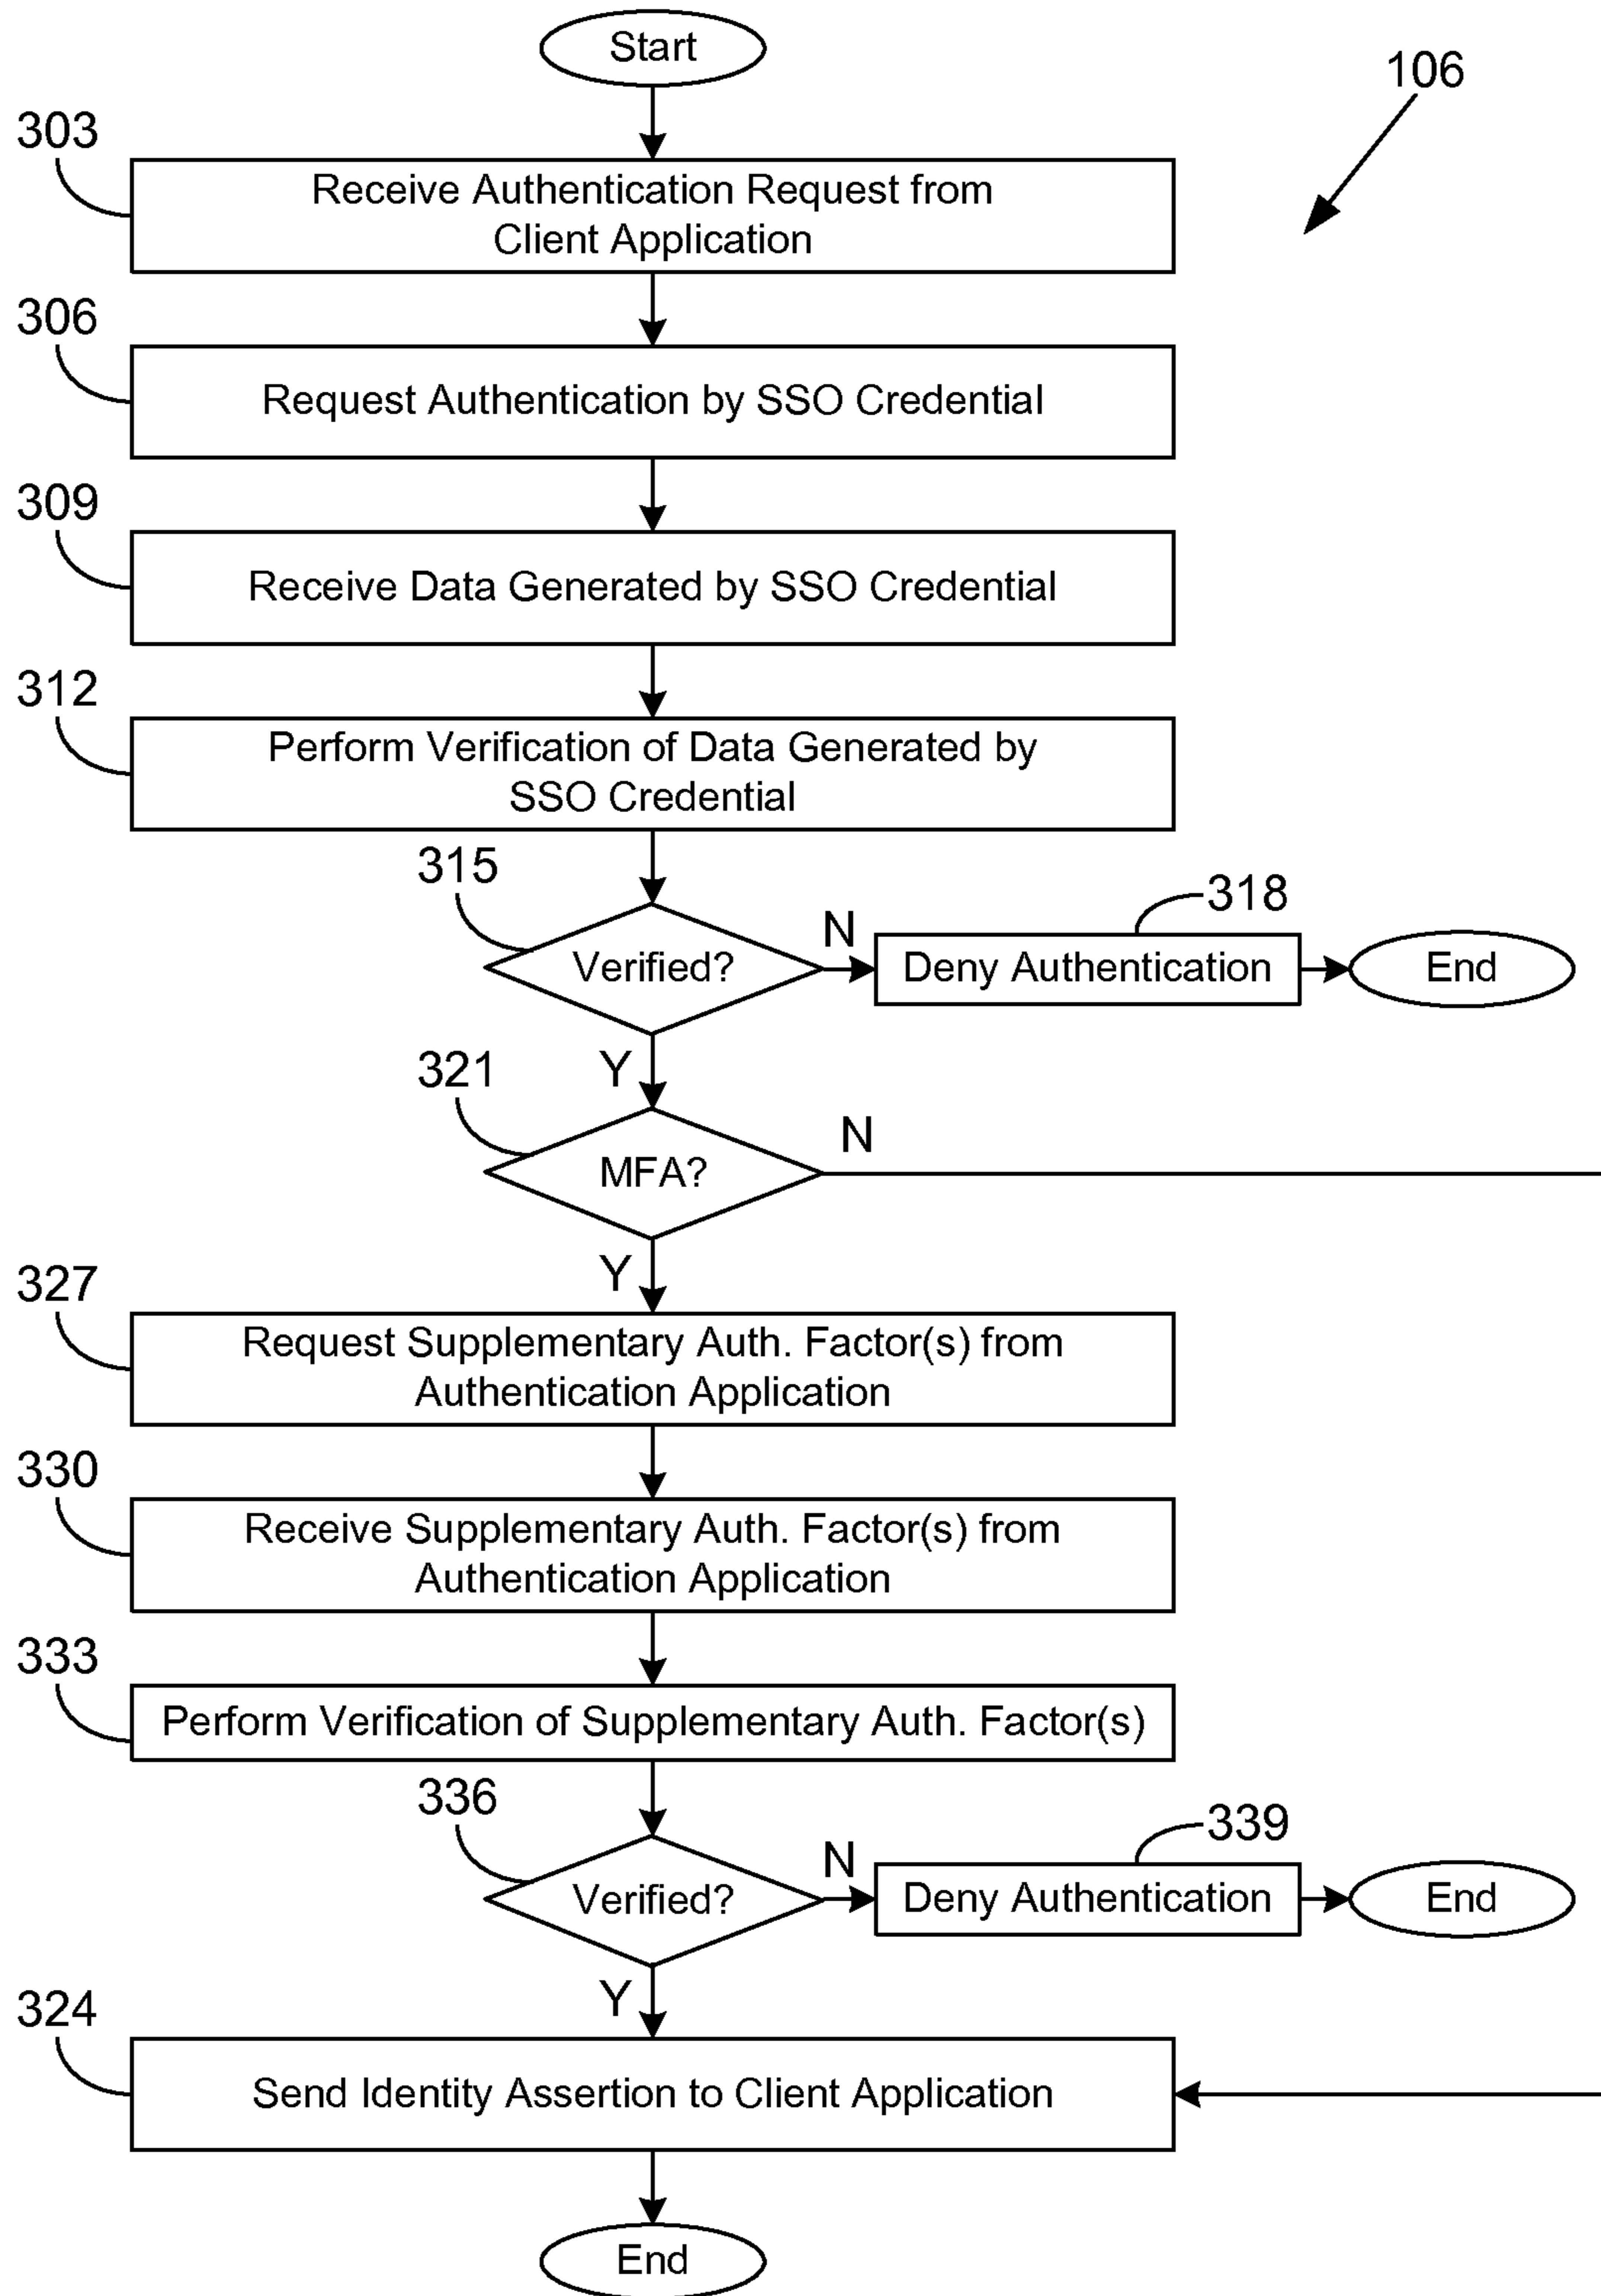 Start
106
303
Receive Authentication Request from
Client Application
306
Request Authentication by SSO Credential
309
Receive Data Generated by SSO Credential
312
Perform Verification of Data Generated by
SSO Credential
315
Verified?
N
318
Deny Authentication
End
Y
321
MFA?
N
Y
327
Request Supplementary Auth. Factor(s) from
Authentication Application
330
Receive Supplementary Auth. Factor(s) from
Authentication Application
333
Perform Verification of Supplementary Auth. Factor(s)
336
Verified?
N
339
Deny Authentication
End
Y
324
Send Identity Assertion to Client Application
End